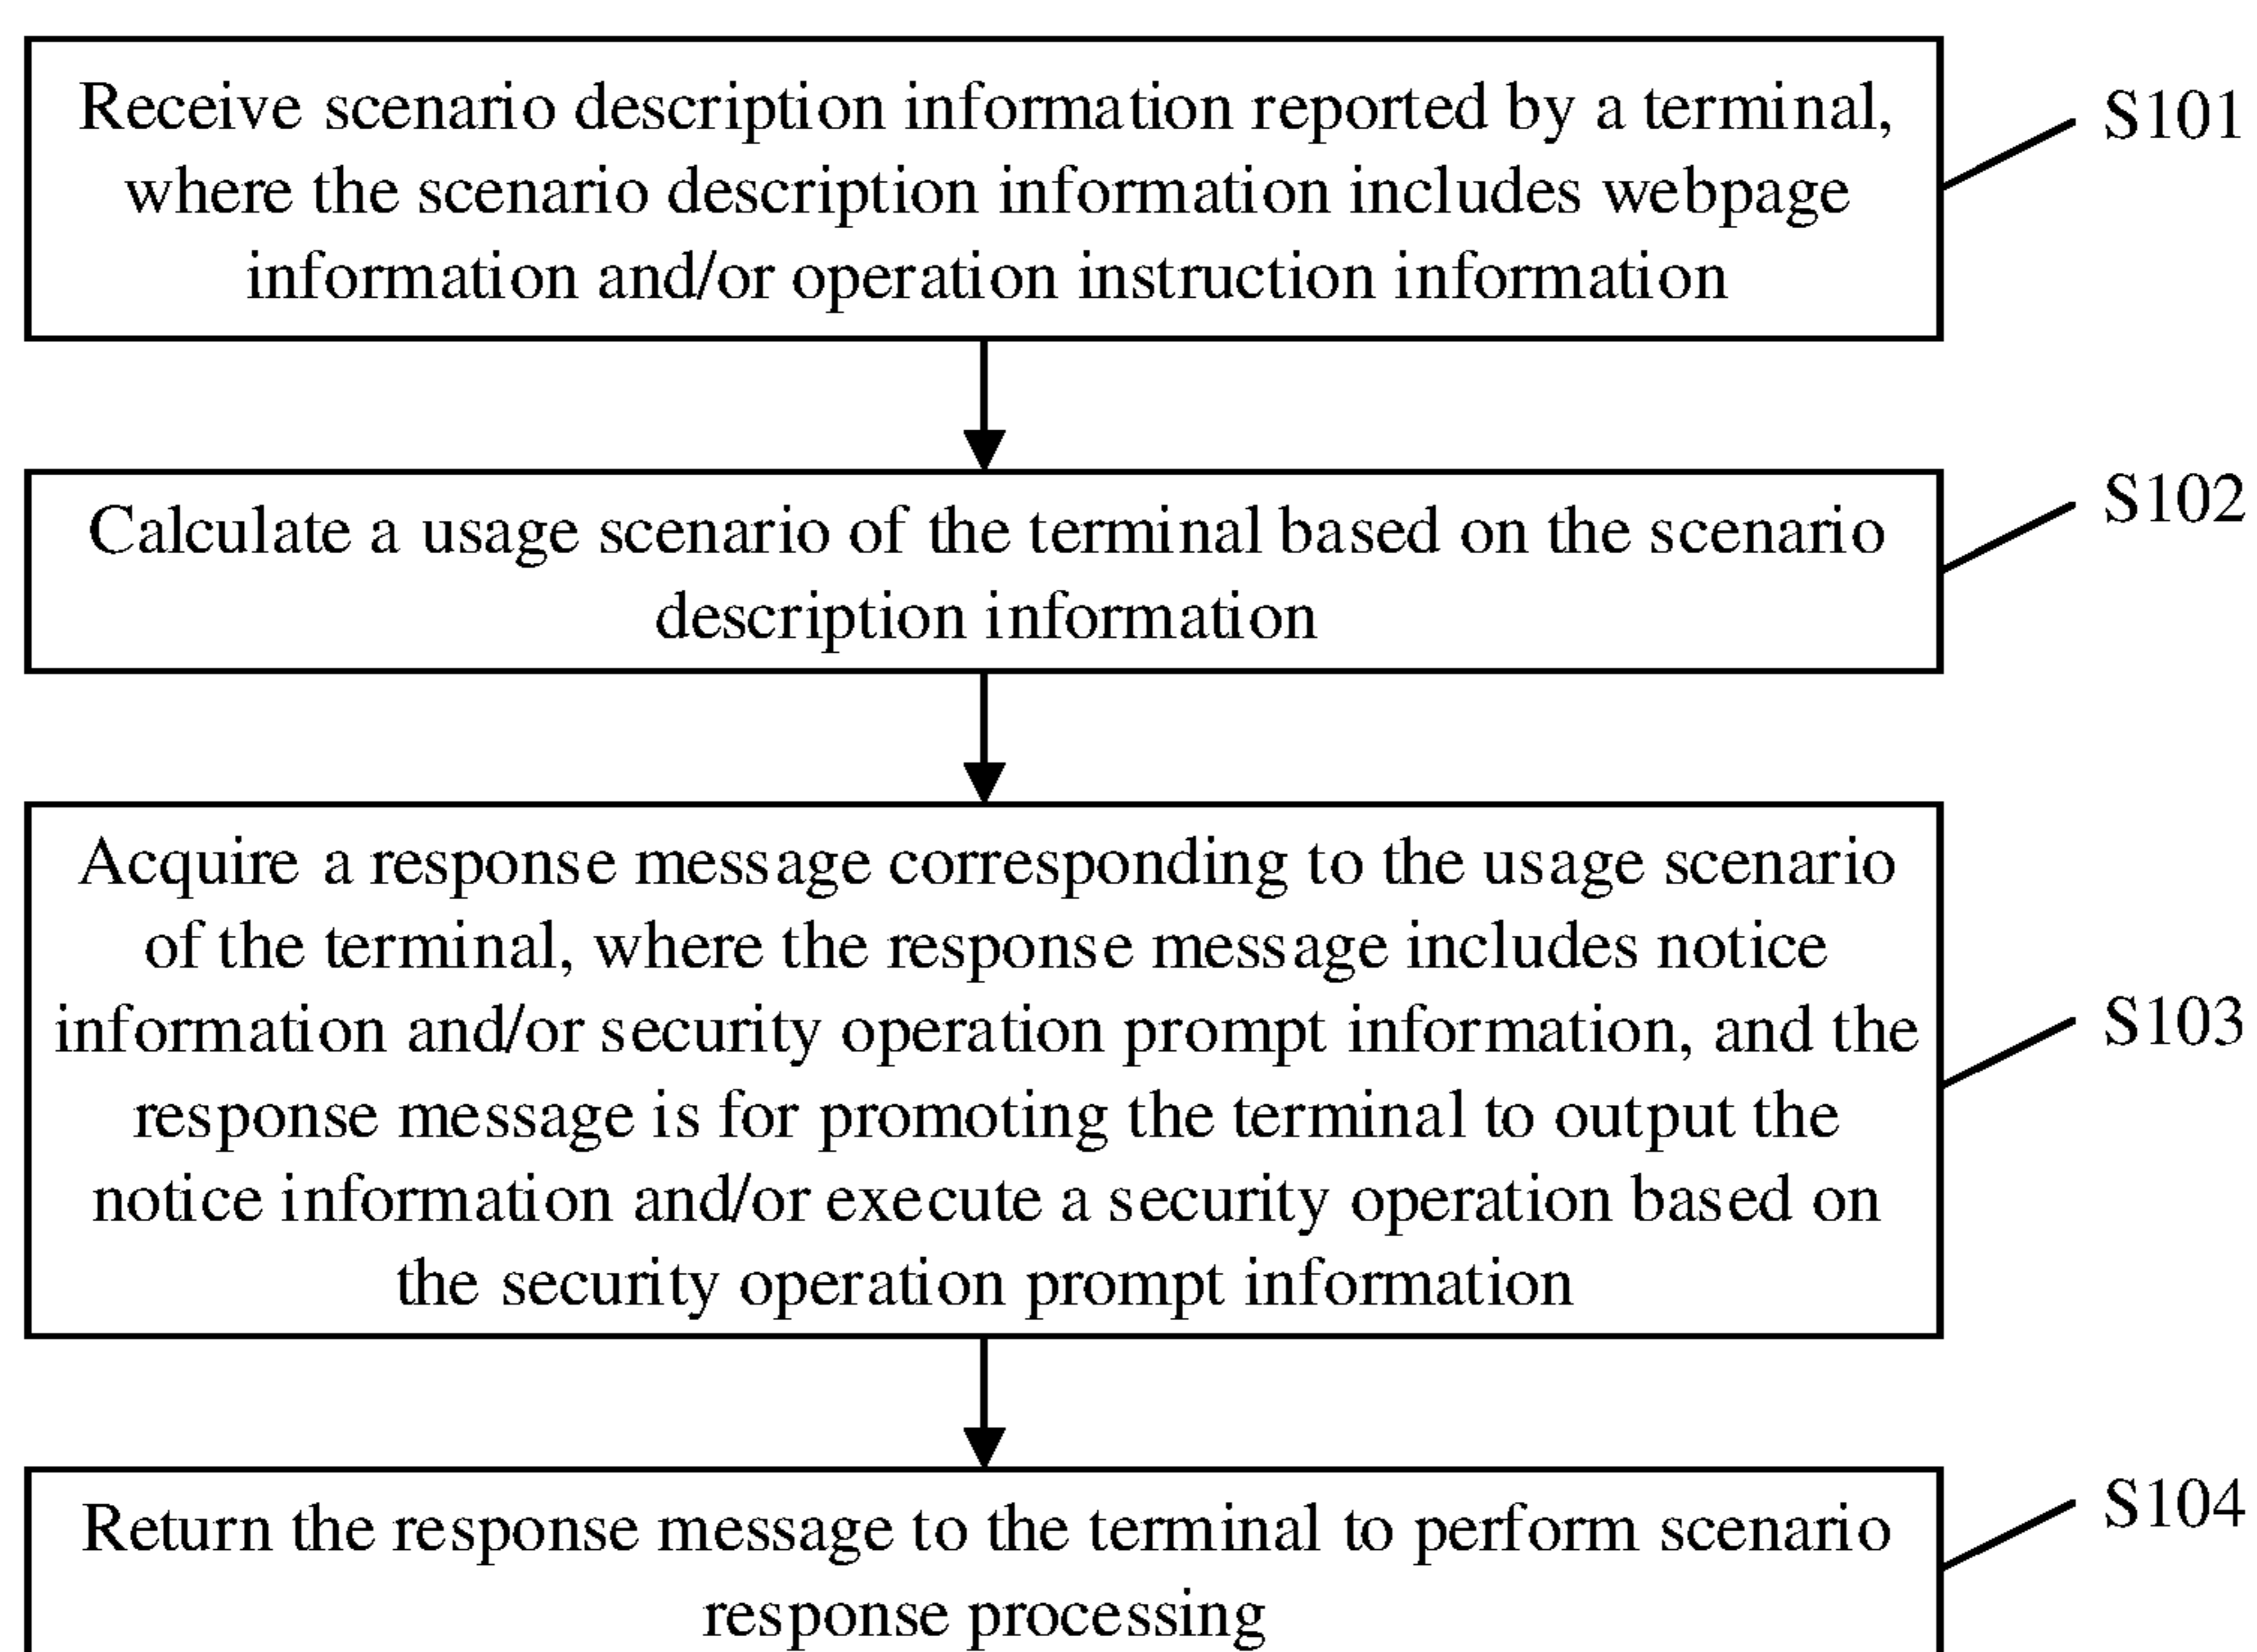 Receive scenario description information reported by a terminal,
where the scenario description information includes webpage
information and/or operation instruction information
S101
Calculate a usage scenario of the terminal based on the scenario
description information
S102
Acquire a response message corresponding to the usage scenario
of the terminal, where the response message includes notice
information and/or security operation prompt information, and the
response message is for promoting the terminal to output the
notice information and/or execute a security operation based on
the security operation prompt information
S103
Return the response message to the terminal to perform scenario
response processing
S104